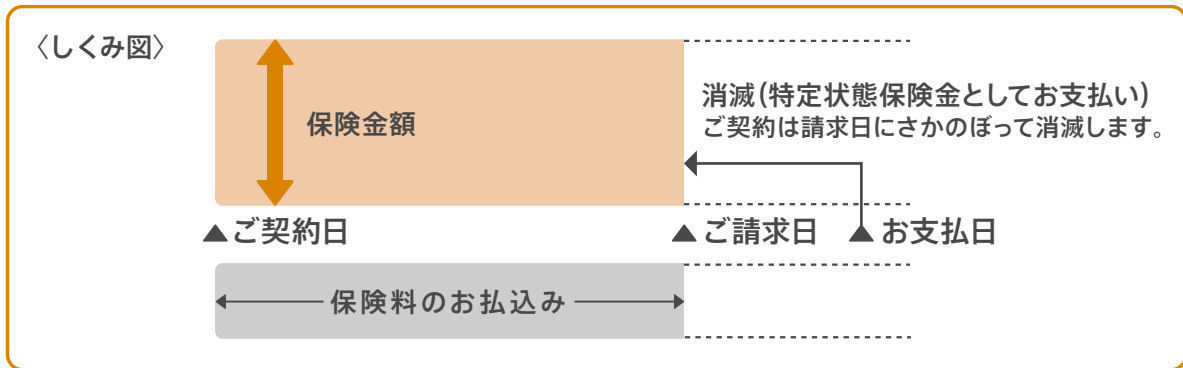 〈しくみ図〉
保険金額
消滅(特定状態保険金としてお支払い)
ご契約は請求日にさかのぼって消滅します。
▲ご契約日
▲ご請求日
▲お支払日
保険料のお払込み